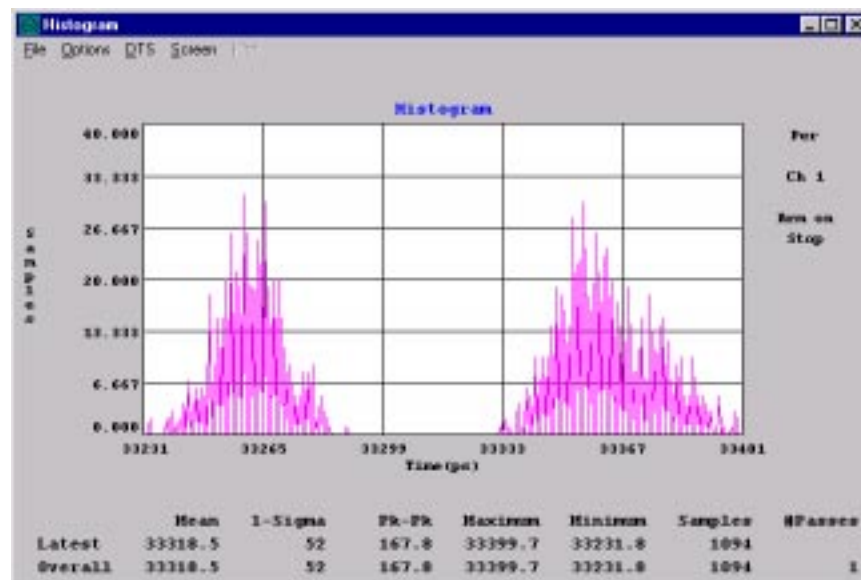 Histogram
File Options DTS Screen
Histogram
40.000
33.333
26.667
20.000
13.333
6.667
0.000
Samples
33231 33265 33299 33333 33367 33401
Time(ps)
Per
Ch 1
Rem on
Stop
Mean 1-Sigma Pk-Pk Maximum Minimum Samples #Passes
Latest 33318.5 52 167.8 33399.7 33231.8 1094
Overall 33318.5 52 167.8 33399.7 33231.8 1094 1